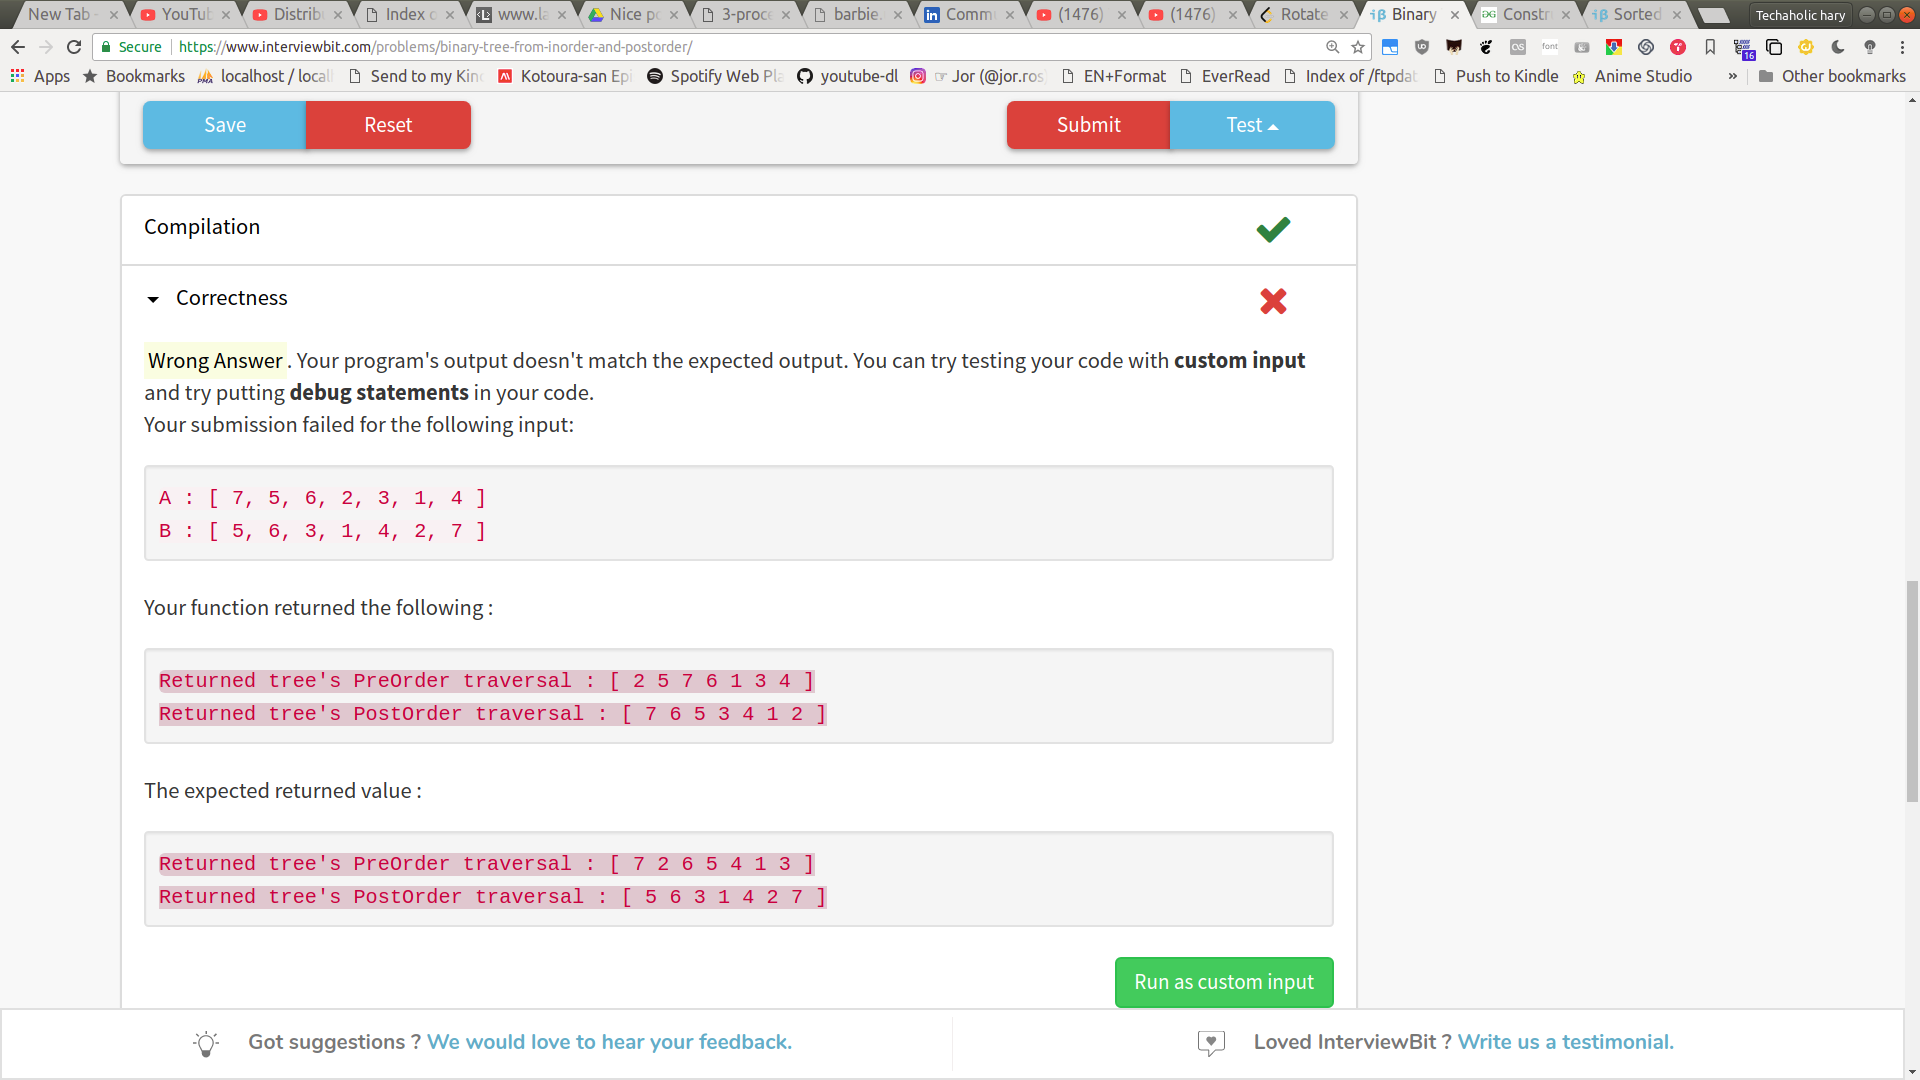 New Tab -
YouTu
Distrib
Index o
www.la
Nice po
3-proce
barbie.
Comm
(1476)
(1476)
Rotate
Binary
Constr
Sorted
Techaholic hary
Secure
https://www.interviewbit.com/problems/binary-tree-from-inorder-and-postorder/
Apps
Bookmarks
localhost / local
Send to my Kin
Kotoura-san Epi
Spotify Web Pla
youtube-dl
☞ Jor (@jor.ros
EN+Format
EverRead
Index of /ftpdat
Push to Kindle
Anime Studio
»
Other bookmarks
Save
Reset
Submit
Test
Compilation
Correctness
Wrong Answer . Your program's output doesn't match the expected output. You can try testing your code with custom input
and try putting debug statements in your code.
Your submission failed for the following input:
A : [ 7, 5, 6, 2, 3, 1, 4 ]
B : [ 5, 6, 3, 1, 4, 2, 7 ]
Your function returned the following :
Returned tree's PreOrder traversal : [ 2 5 7 6 1 3 4 ]
Returned tree's PostOrder traversal : [ 7 6 5 3 4 1 2 ]
The expected returned value :
Returned tree's PreOrder traversal : [ 7 2 6 5 4 1 3 ]
Returned tree's PostOrder traversal : [ 5 6 3 1 4 2 7 ]
Run as custom input
Got suggestions ? We would love to hear your feedback.
Loved InterviewBit ? Write us a testimonial.